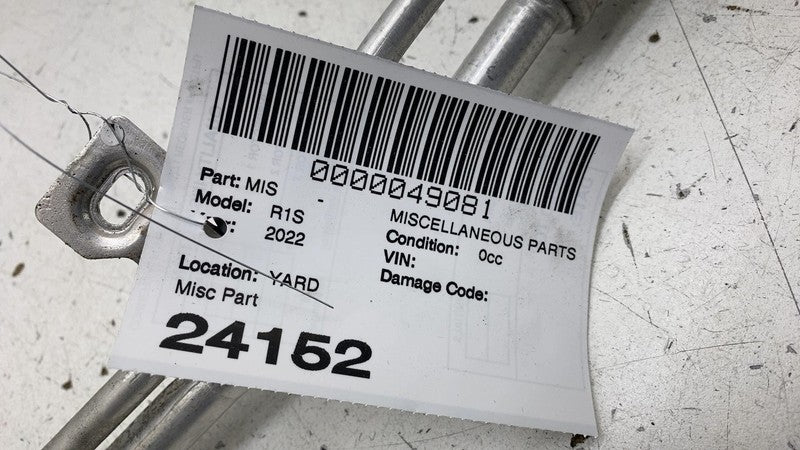 0000049081
Part: MIS - MISCELLANEOUS PARTS
Model: R1S Condition: 0cc
2022 VIN:
Damage Code:
Location: YARD
Misc Part
24152